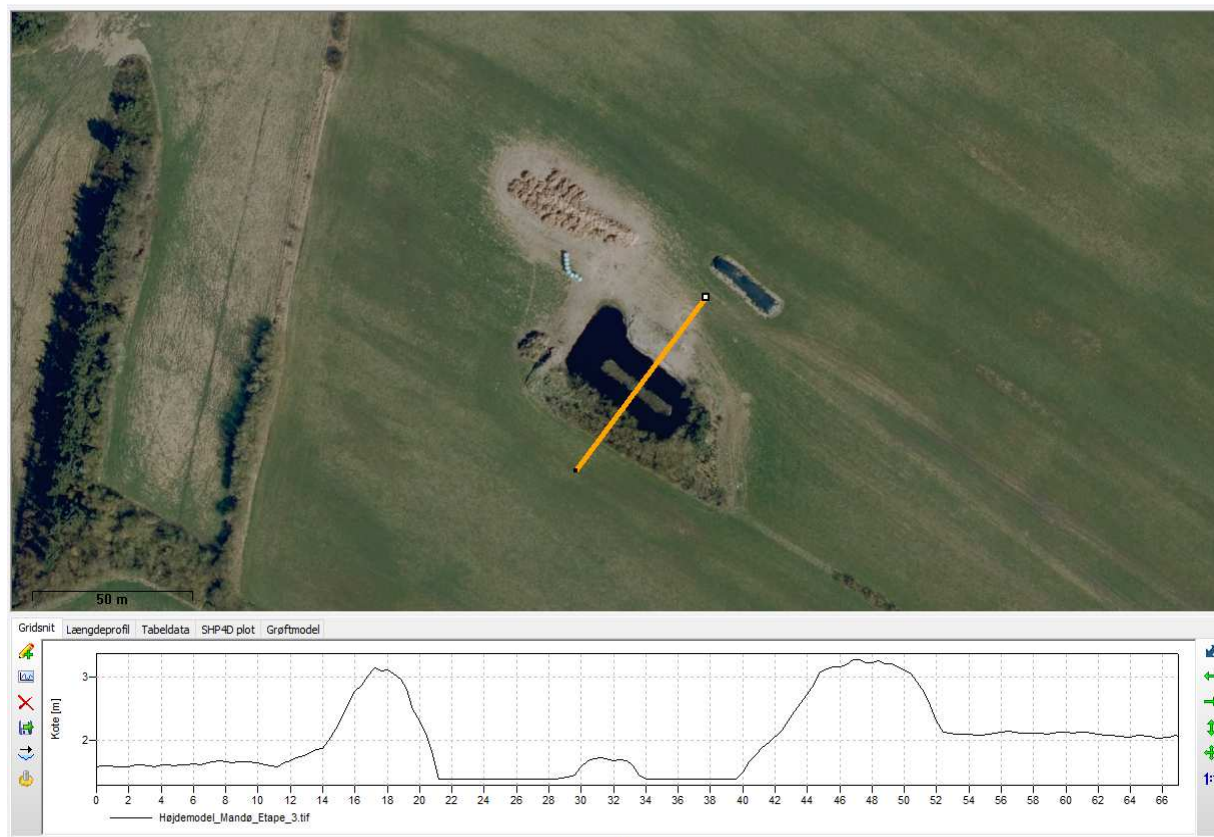 50 m
Gridsnit Længdeprofil Tabeldata SHP4D plot Grøftmodel
Kote [m]
3
2
0 2 4 6 8 10 12 14 16 18 20 22 24 26 28 30 32 34 36 38 40 42 44 46 48 50 52 54 56 58 60 62 64 66
Højdemodel_Mandø_Etape_3.tif